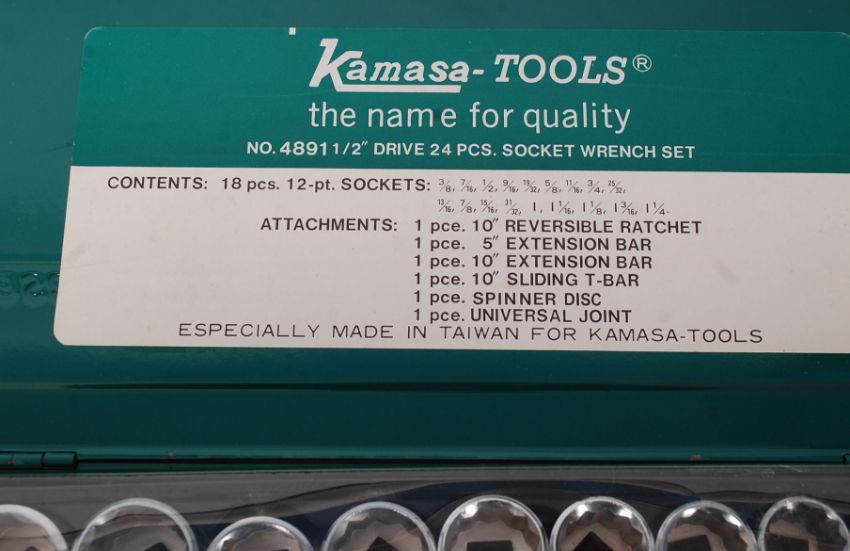 Kamasa-TOOLS®
the name for quality
NO. 4891 1/2" DRIVE 24 PCS. SOCKET WRENCH SET
CONTENTS: 18 pcs. 12-pt. SOCKETS: 3/8, 7/16, 1/2, 9/16, 19/32, 5/8, 11/16, 3/4, 25/32,
13/16, 7/8, 15/16, 31/32, 1, 1 1/16, 1 1/8, 1 3/16, 1 1/4.
ATTACHMENTS: 1 pce. 10" REVERSIBLE RATCHET
1 pce. 5" EXTENSION BAR
1 pce. 10" EXTENSION BAR
1 pce. 10" SLIDING T-BAR
1 pce. SPINNER DISC
1 pce. UNIVERSAL JOINT
ESPECIALLY MADE IN TAIWAN FOR KAMASA-TOOLS